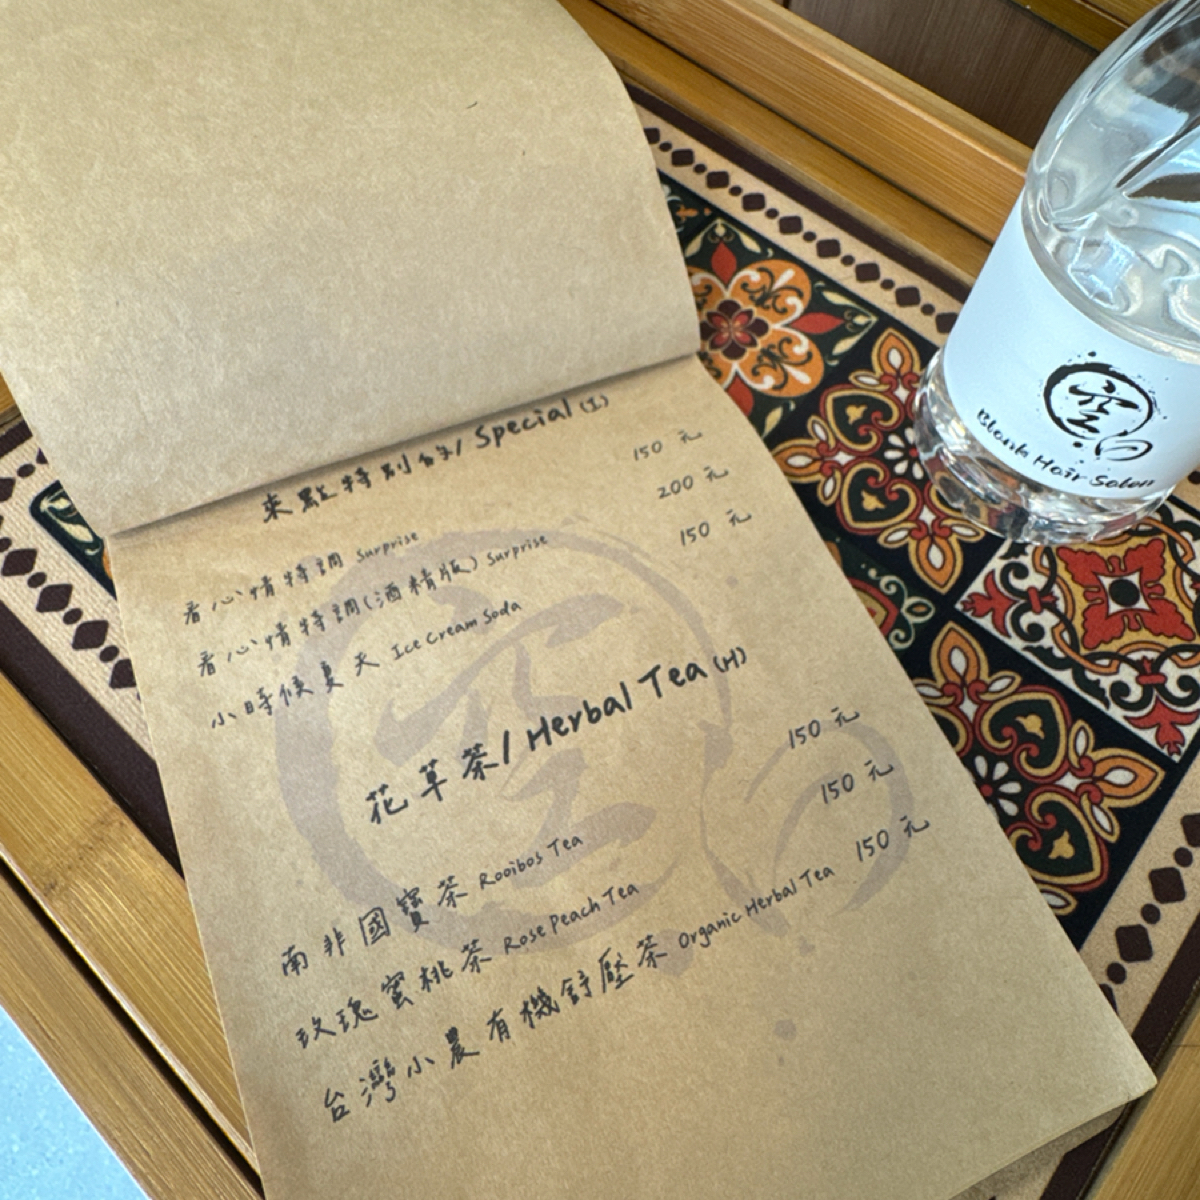 來點特別的/ Special (I)
看心情特調 Surprise 150 元
看心情特調(酒精版) Surprise 200 元
小時候夏天 Ice Cream Soda 150 元
花草茶/ Herbal Tea (H)
南非國寶茶 Rooibos Tea 150 元
玫瑰蜜桃茶 Rose Peach Tea 150 元
台灣小農有機舒壓茶 Organic Herbal Tea 150 元
空
空
Blank Hair Salon